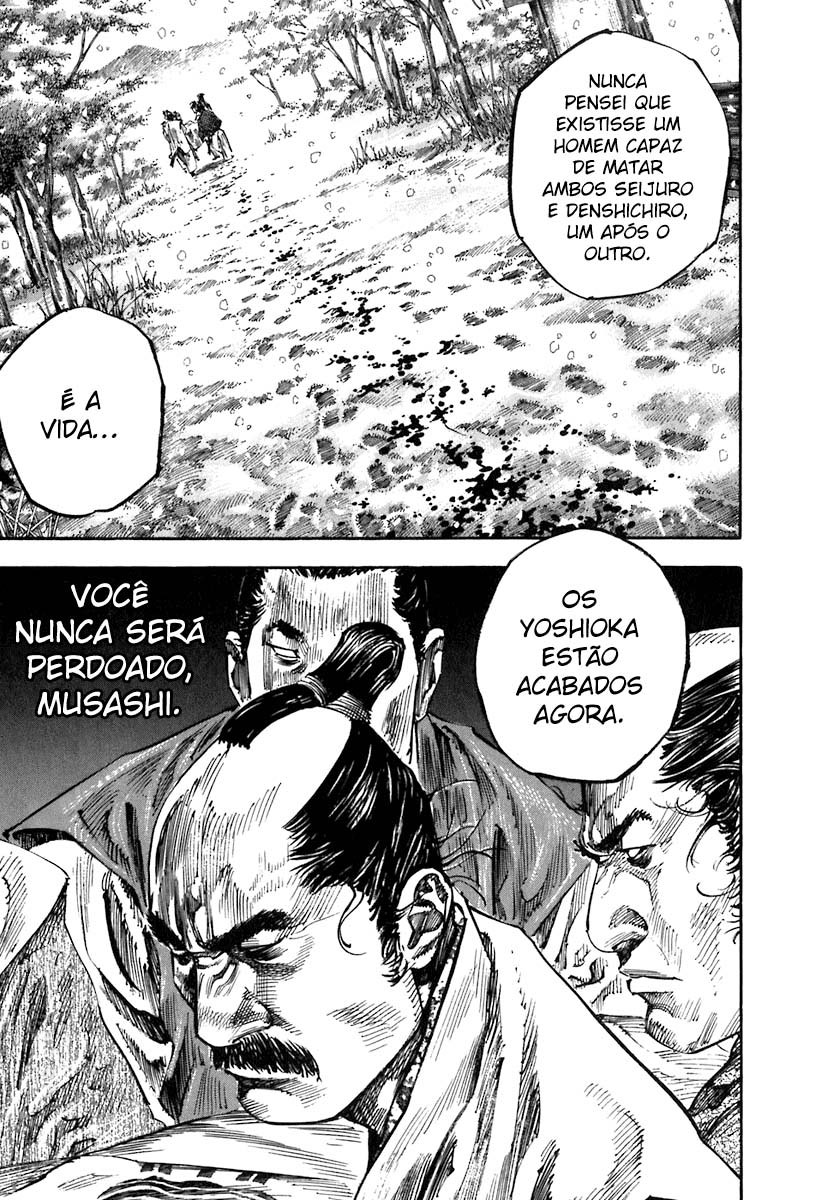 NUNCA
PENSEI QUE
EXISTISSE UM
HOMEM CAPAZ
DE MATAR
AMBOS SEIJURO
E DENSHICHIRO,
UM APÓS O
OUTRO.
É A
VIDA...
OS
YOSHIOKA
ESTÃO
ACABADOS
AGORA.
VOCÊ
NUNCA SERÁ
PERDOADO,
MUSASHI.